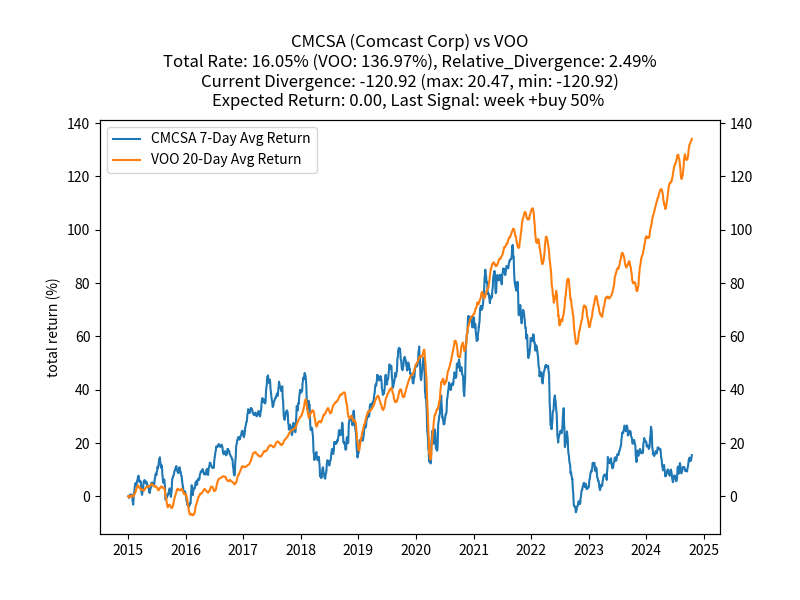 CMCSA (Comcast Corp) vs VOO
Total Rate: 16.05% (VOO: 136.97%), Relative_Divergence: 2.49%
Current Divergence: -120.92 (max: 20.47, min: -120.92)
Expected Return: 0.00, Last Signal: week +buy 50%
CMCSA 7-Day Avg Return
VOO 20-Day Avg Return
total return (%)
140 140
120 120
100 100
80 80
60 60
40 40
20 20
0 0
2015 2016 2017 2018 2019 2020 2021 2022 2023 2024 2025